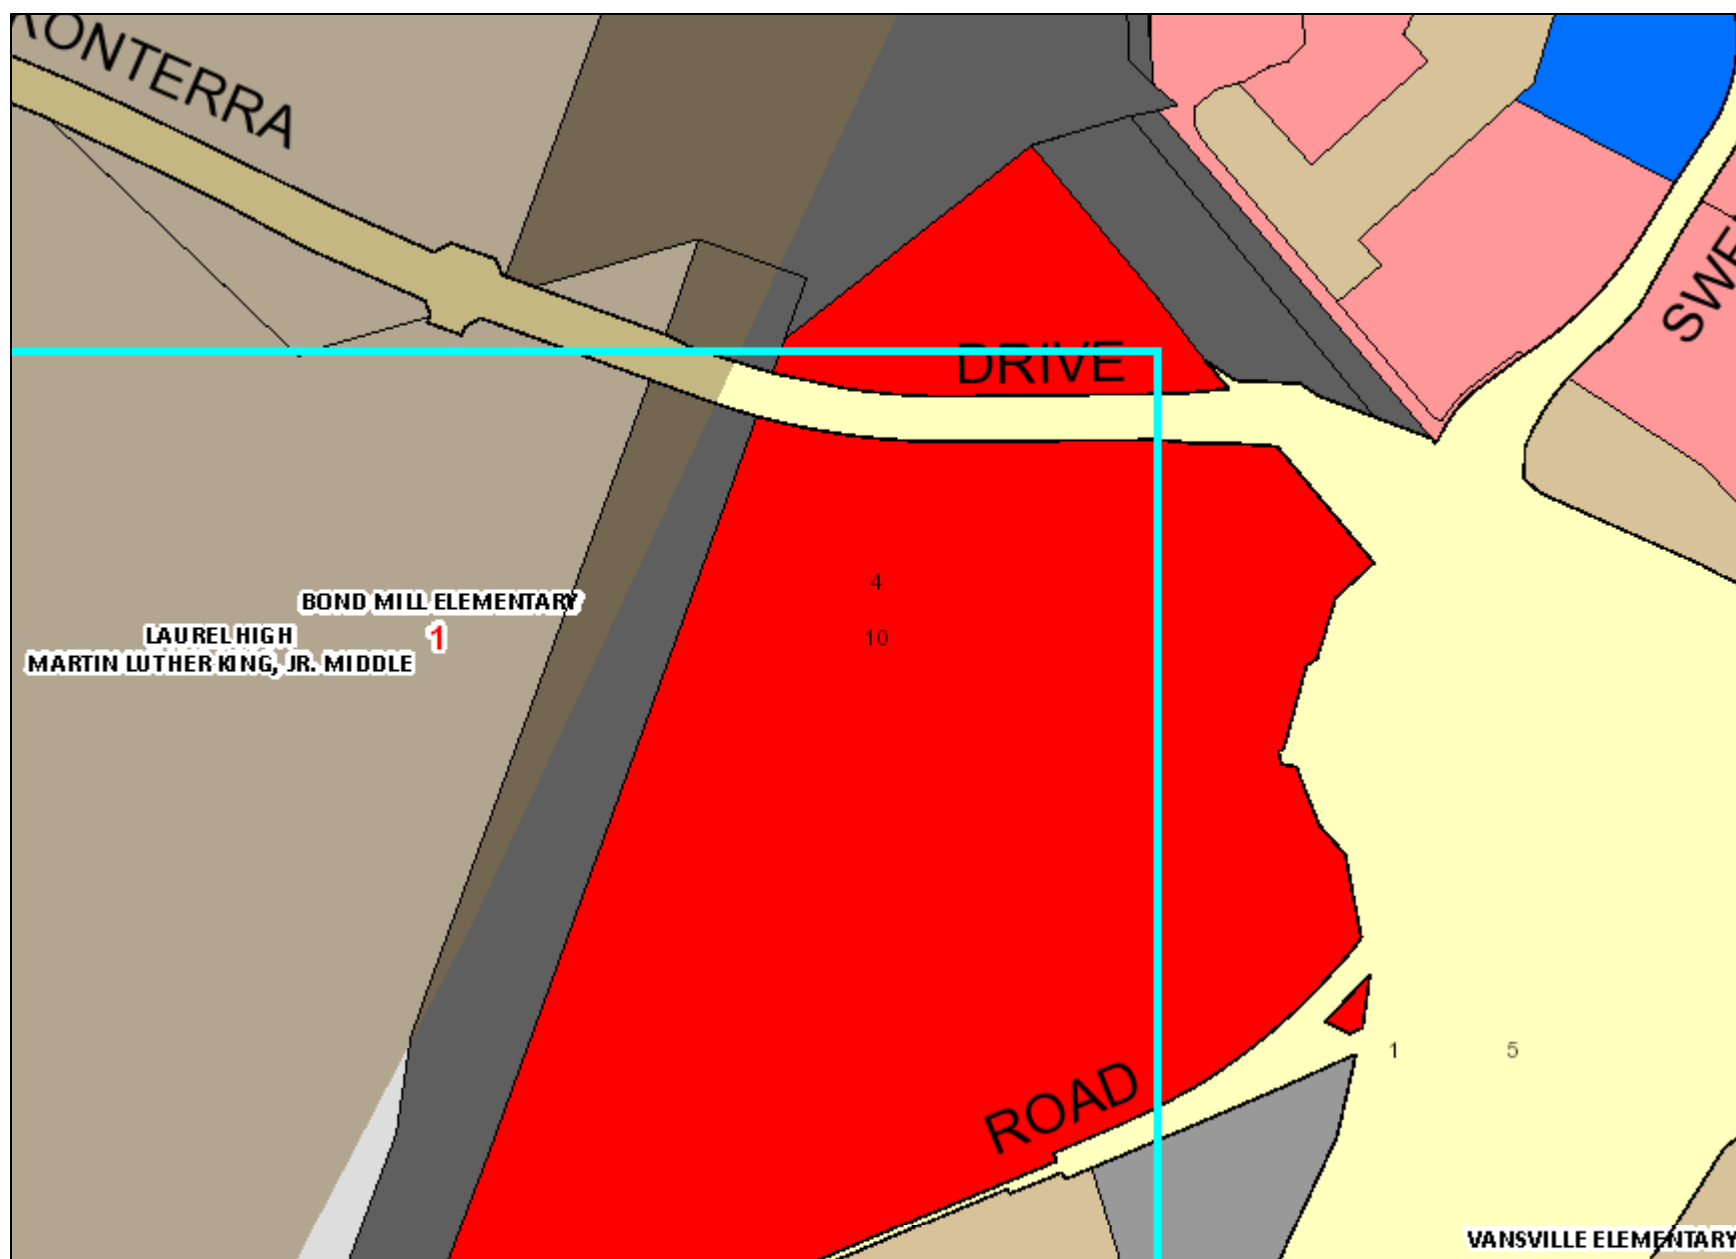 KONTERRA
DRIVE
SWE
4
BOND MILL ELEMENTARY
LAUREL HIGH
1
10
MARTIN LUTHER KING, JR. MIDDLE
1
5
ROAD
VANSVILLE ELEMENTARY